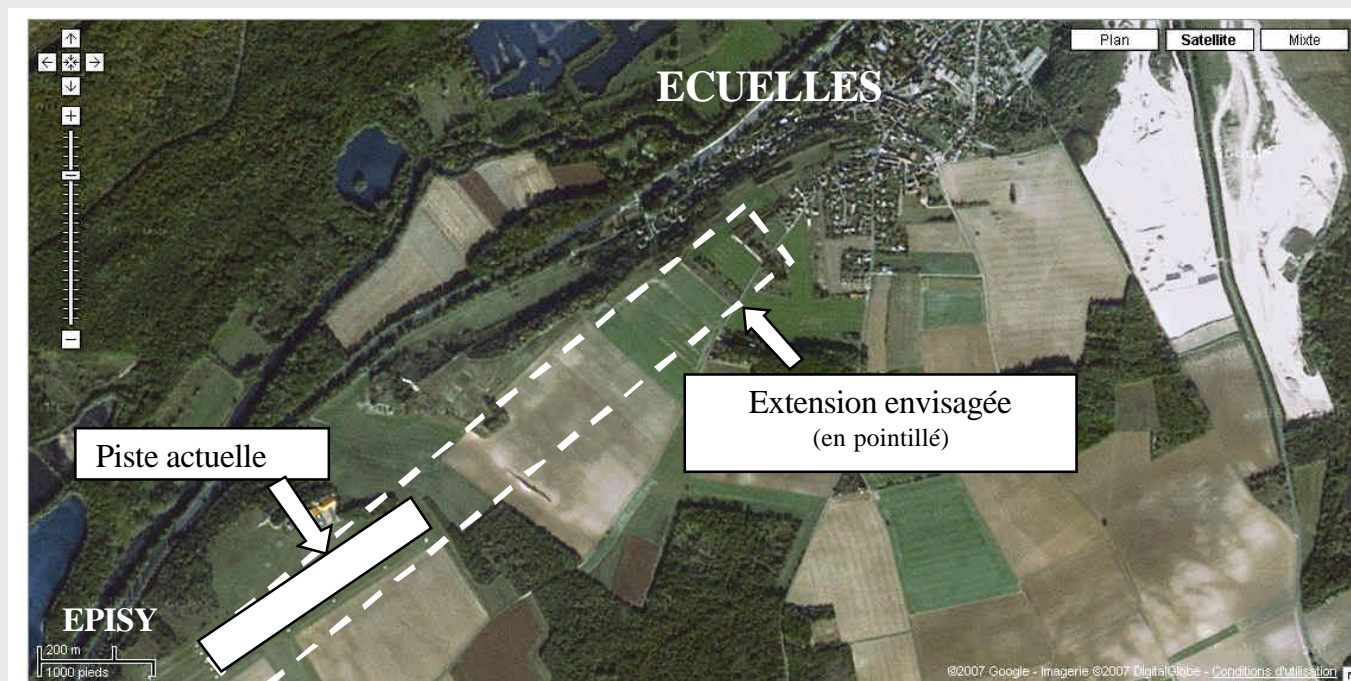 Plan
Satellite
Mixte
ECUELLES
Extension envisagée
(en pointillé)
Piste actuelle
EPISY
200 m
1000 pieds
©2007 Google - Imagerie ©2007 DigitalGlobe - Conditions d'utilisation